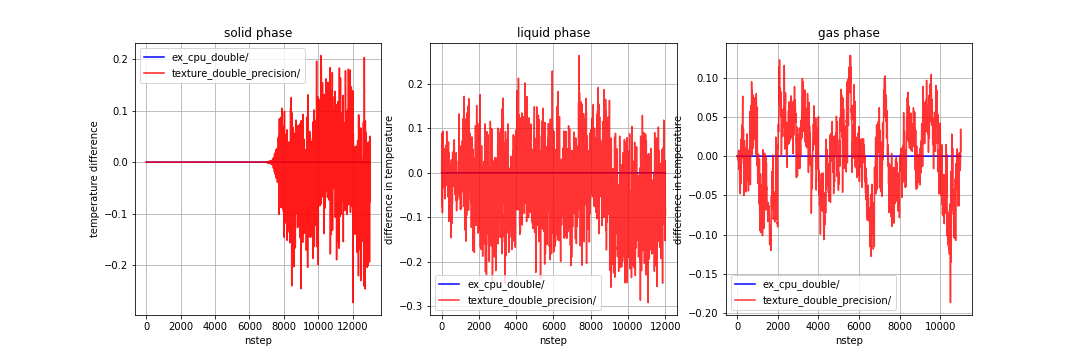 solid phase
temperature difference
0.2
0.1
0.0
−0.1
−0.2
ex_cpu_double/
texture_double_precision/
0 2000 4000 6000 8000 10000 12000
nstep
liquid phase
difference in temperature
0.2
0.1
0.0
−0.1
−0.2
−0.3
ex_cpu_double/
texture_double_precision/
0 2000 4000 6000 8000 10000 12000
nstep
gas phase
difference in temperature
0.10
0.05
0.00
−0.05
−0.10
−0.15
−0.20
ex_cpu_double/
texture_double_precision/
0 2000 4000 6000 8000 10000
nstep